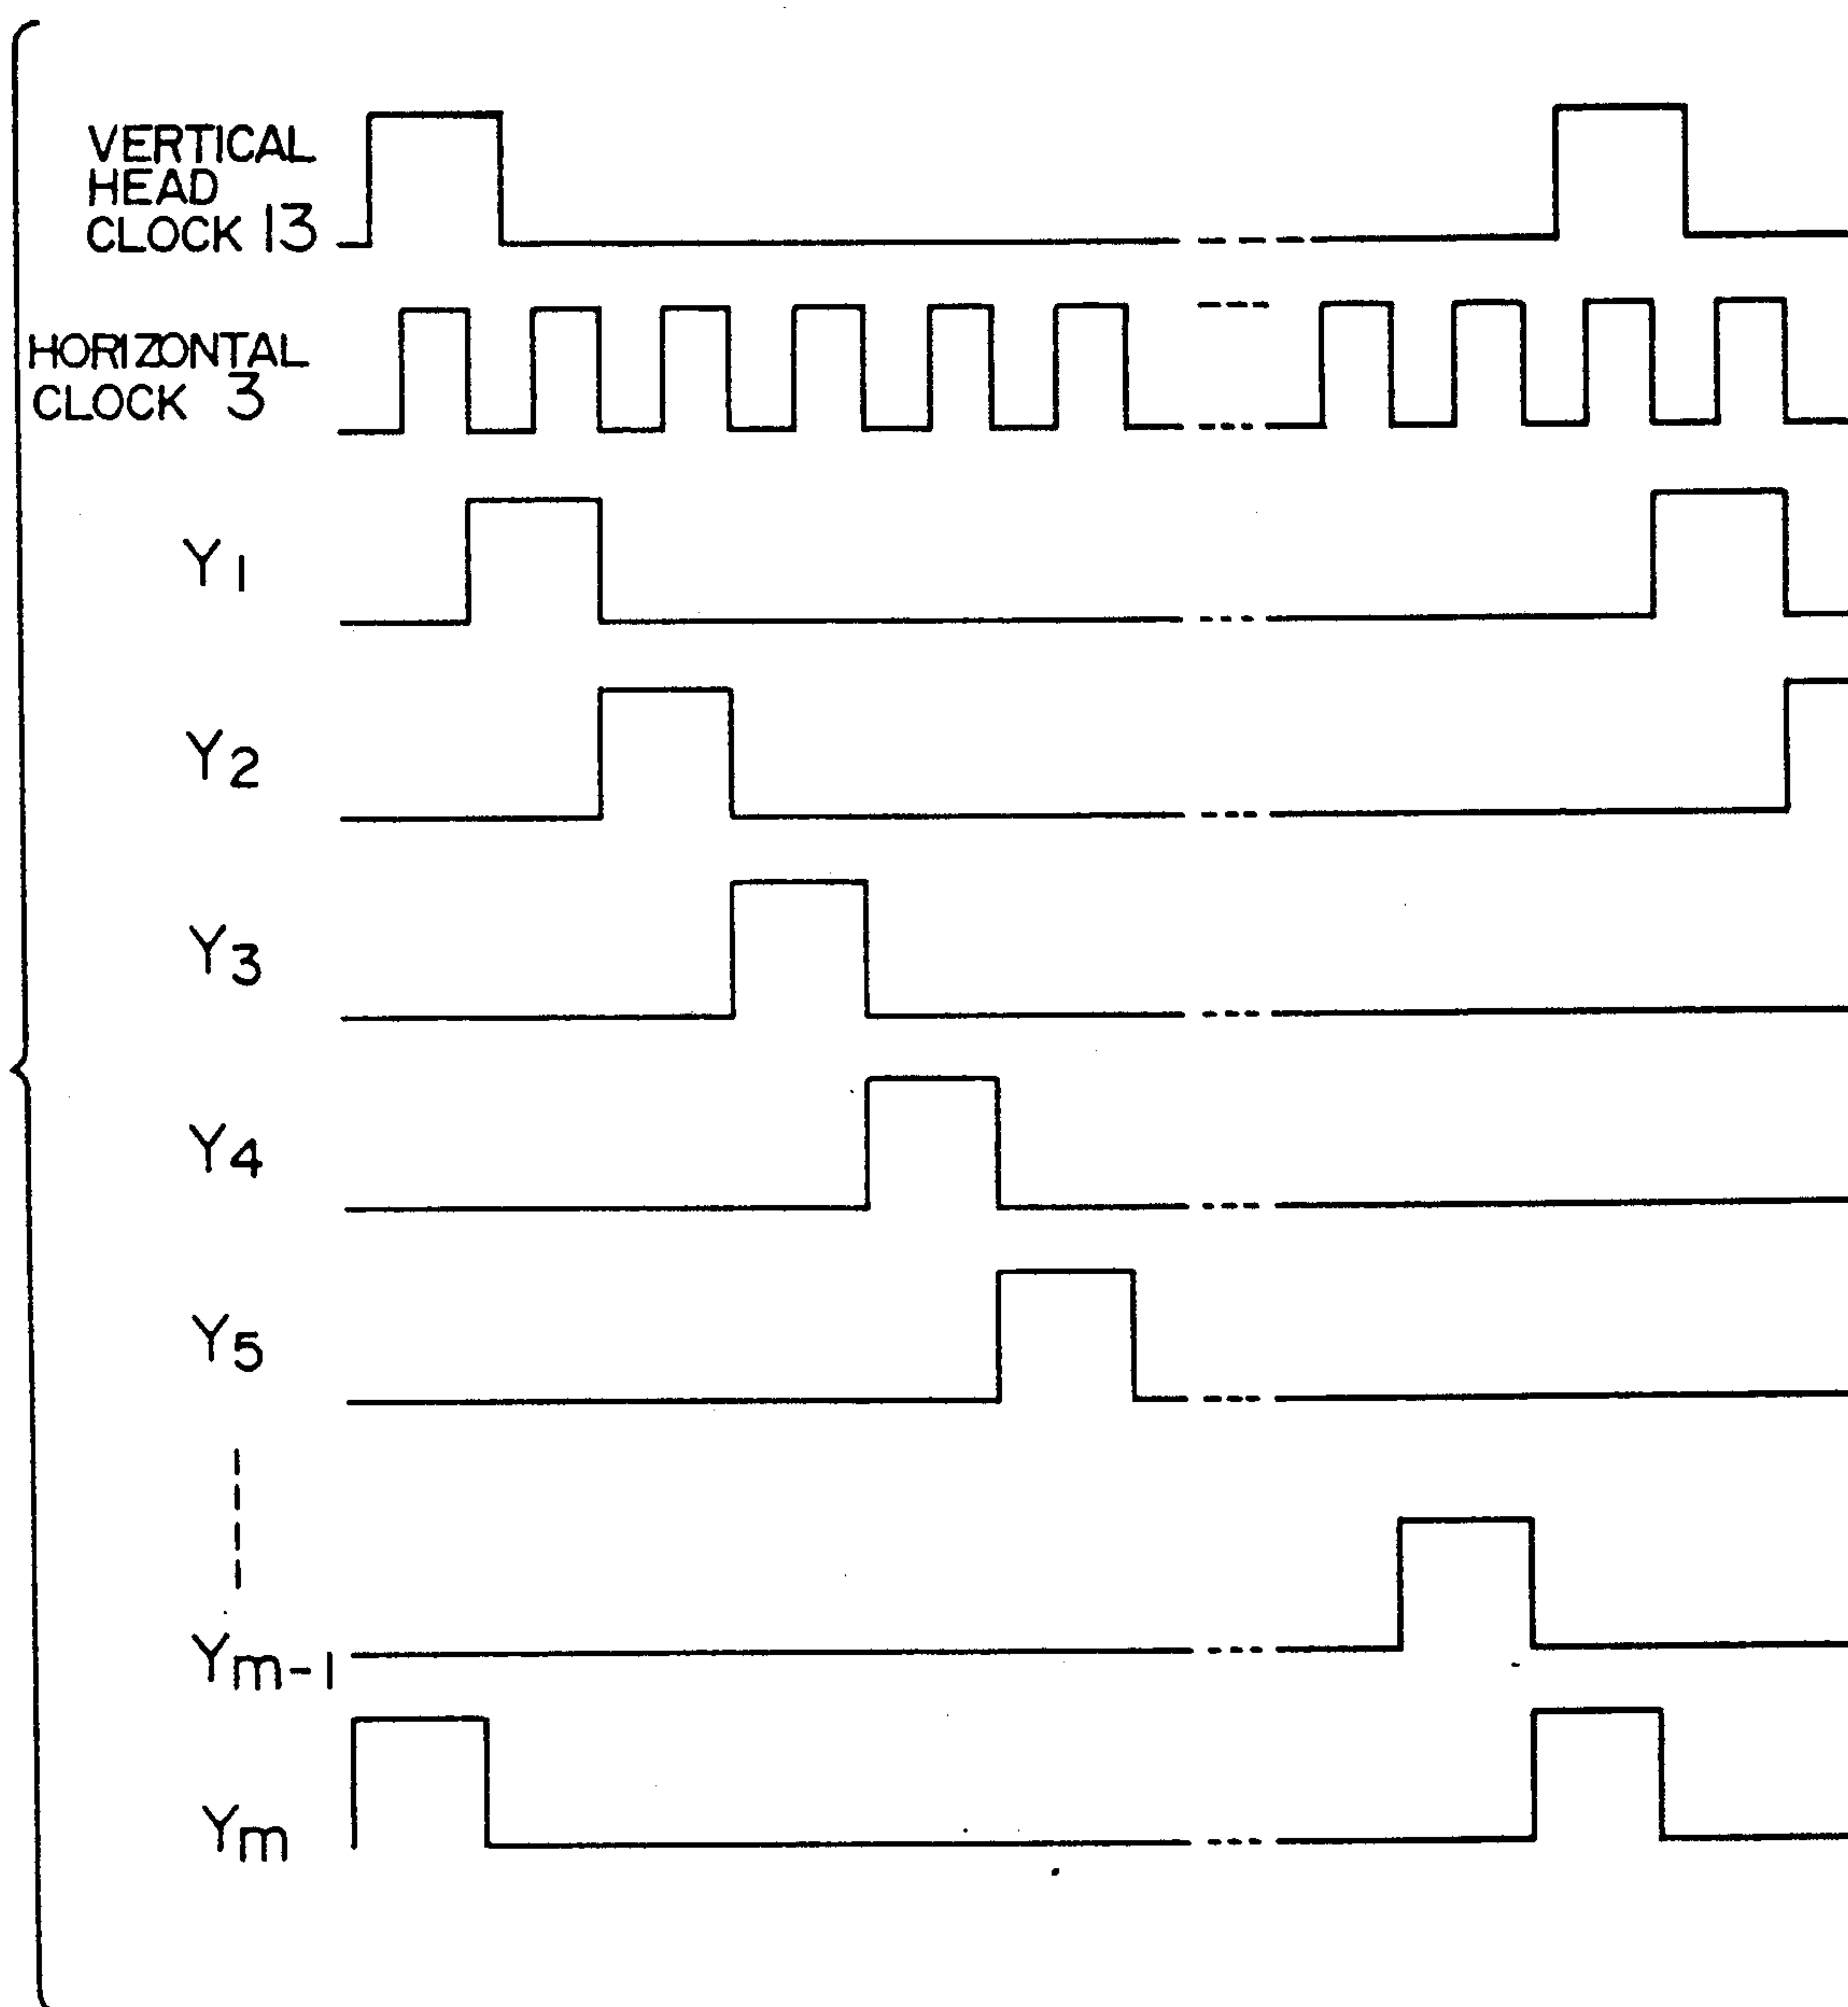 VERTICAL
HEAD
CLOCK 13
HORIZONTAL
CLOCK 3
Y1
Y2
Y3
Y4
Y5
Ym-1
Ym